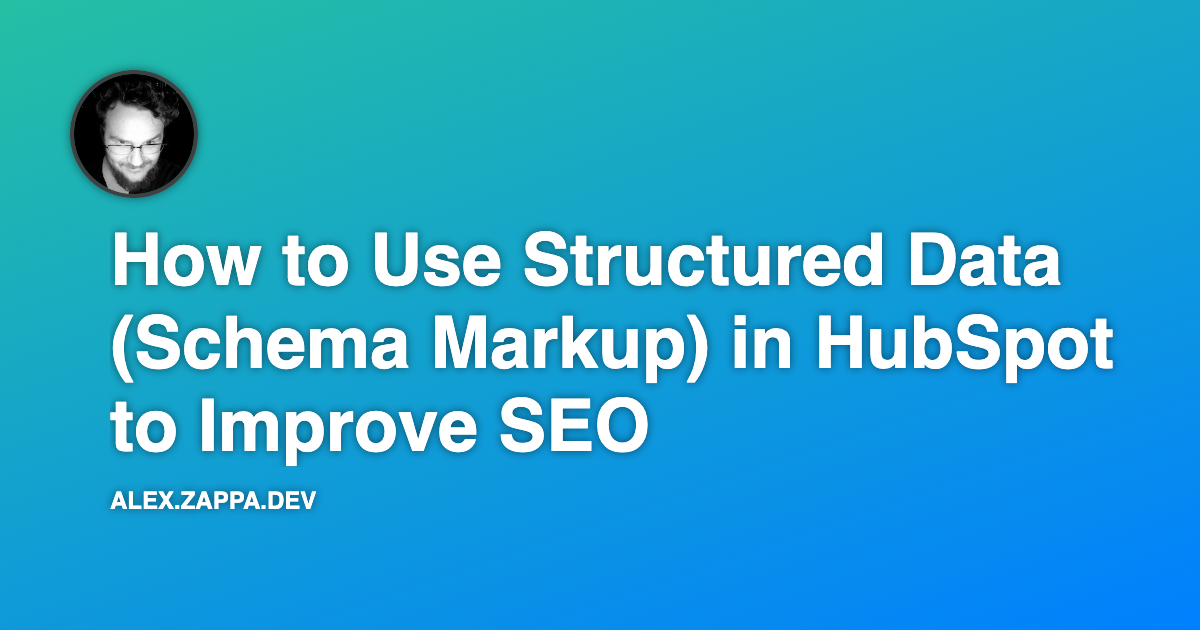 How to Use Structured Data
(Schema Markup) in HubSpot
to Improve SEO
ALEX.ZAPPA.DEV